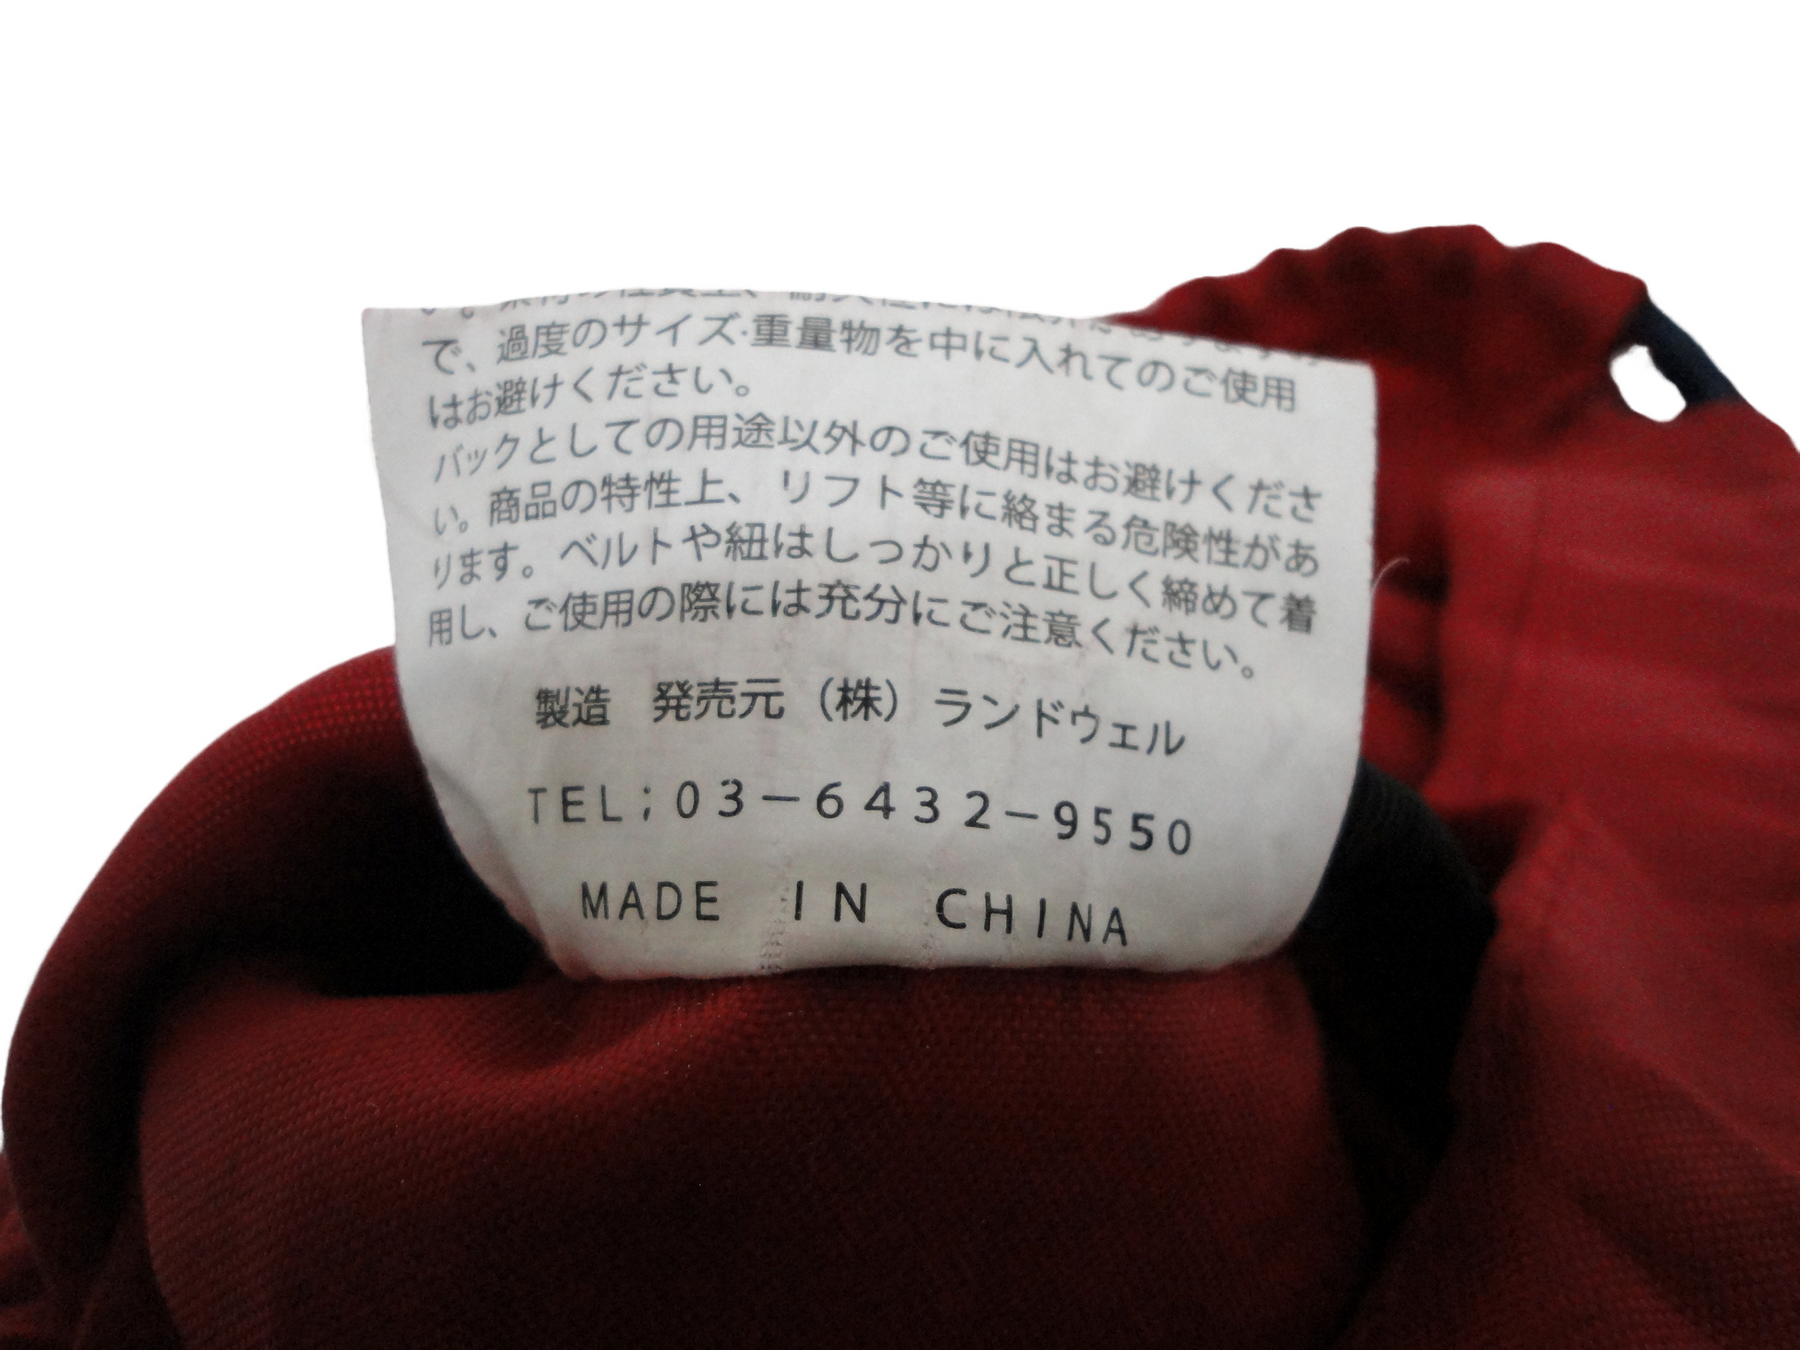 で、過度のサイズ･重量物を中に入れてのご使用
はお避けください。
バックとしての用途以外のご使用はお避けくださ
い。商品の特性上、リフト等に絡まる危険性があ
ります。ベルトや紐はしっかりと正しく締めて着
用し、ご使用の際には充分にご注意ください。
製造　発売元（株）ランドウェル
TEL;03-6432-9550
MADE IN CHINA